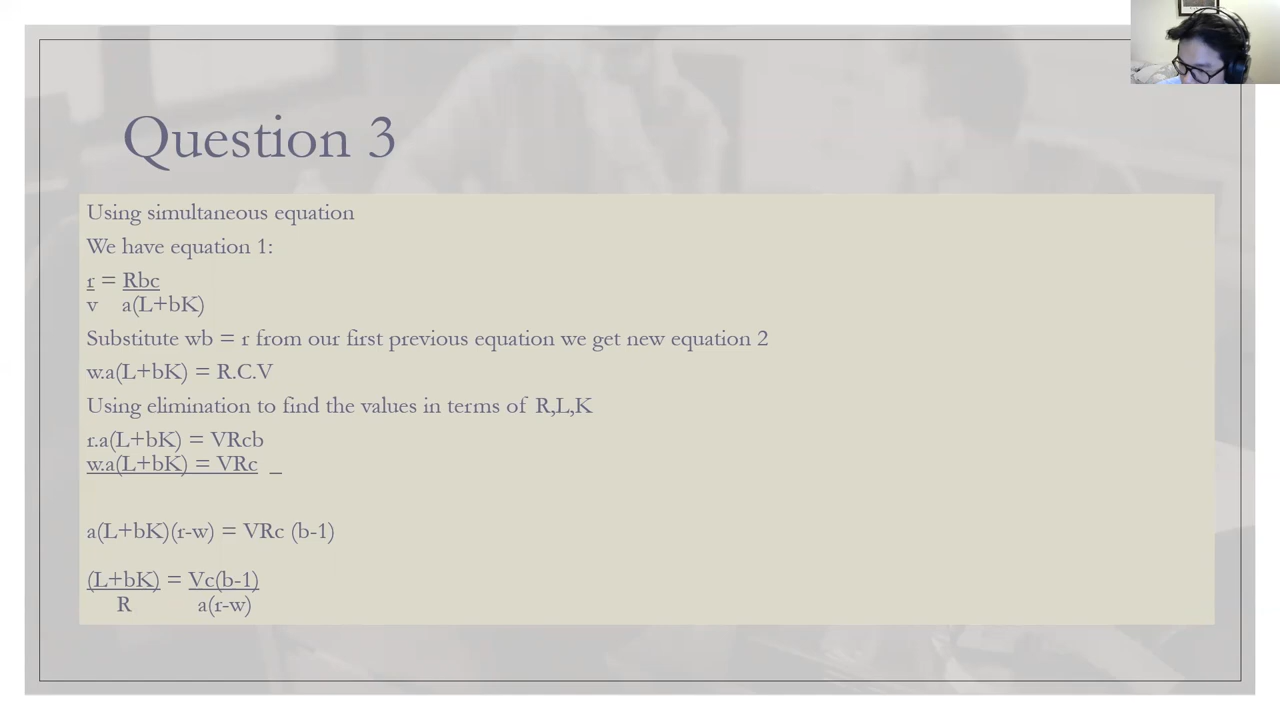 Question 3
Using simultaneous equation
We have equation 1:
r = Rbc
v a(L+bK)
Substitute wb = r from our first previous equation we get new equation 2
w.a(L+bK) = R.C.V
Using elimination to find the values in terms of R,L,K
r.a(L+bK) = VRcb
w.a(L+bK) = VRc _
a(L+bK)(r-w) = VRc (b-1)
(L+bK) = Vc(b-1)
R a(r-w)